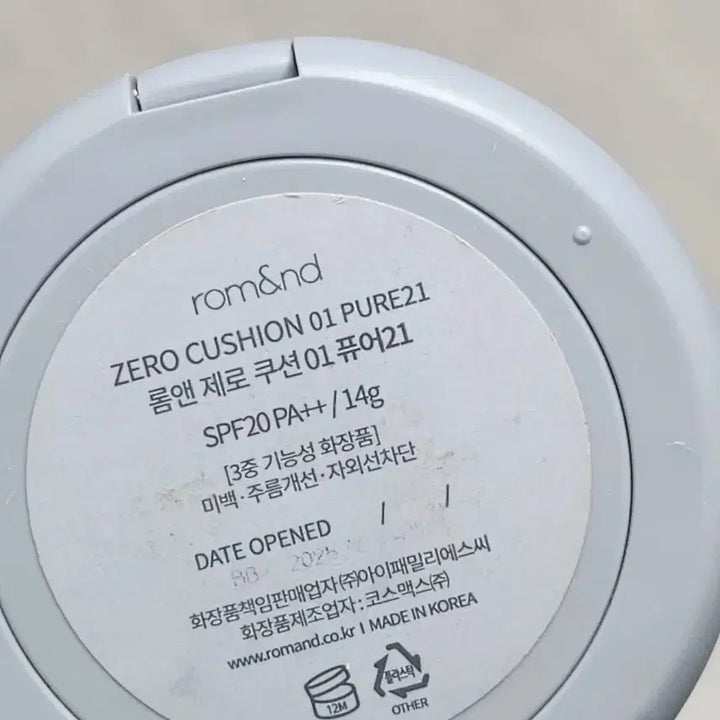 rom&nd
ZERO CUSHION 01 PURE21
롬앤 제로 쿠션 01 퓨어21
SPF20 PA++ / 14g
[3중 기능성 화장품]
미백·주름개선·자외선차단
DATE OPENED / /
화장품책임판매업자 (주)아이패밀리에스씨
화장품제조업자 : 코스맥스(주)
www.romand.co.kr I MADE IN KOREA
12M
플라스틱
OTHER